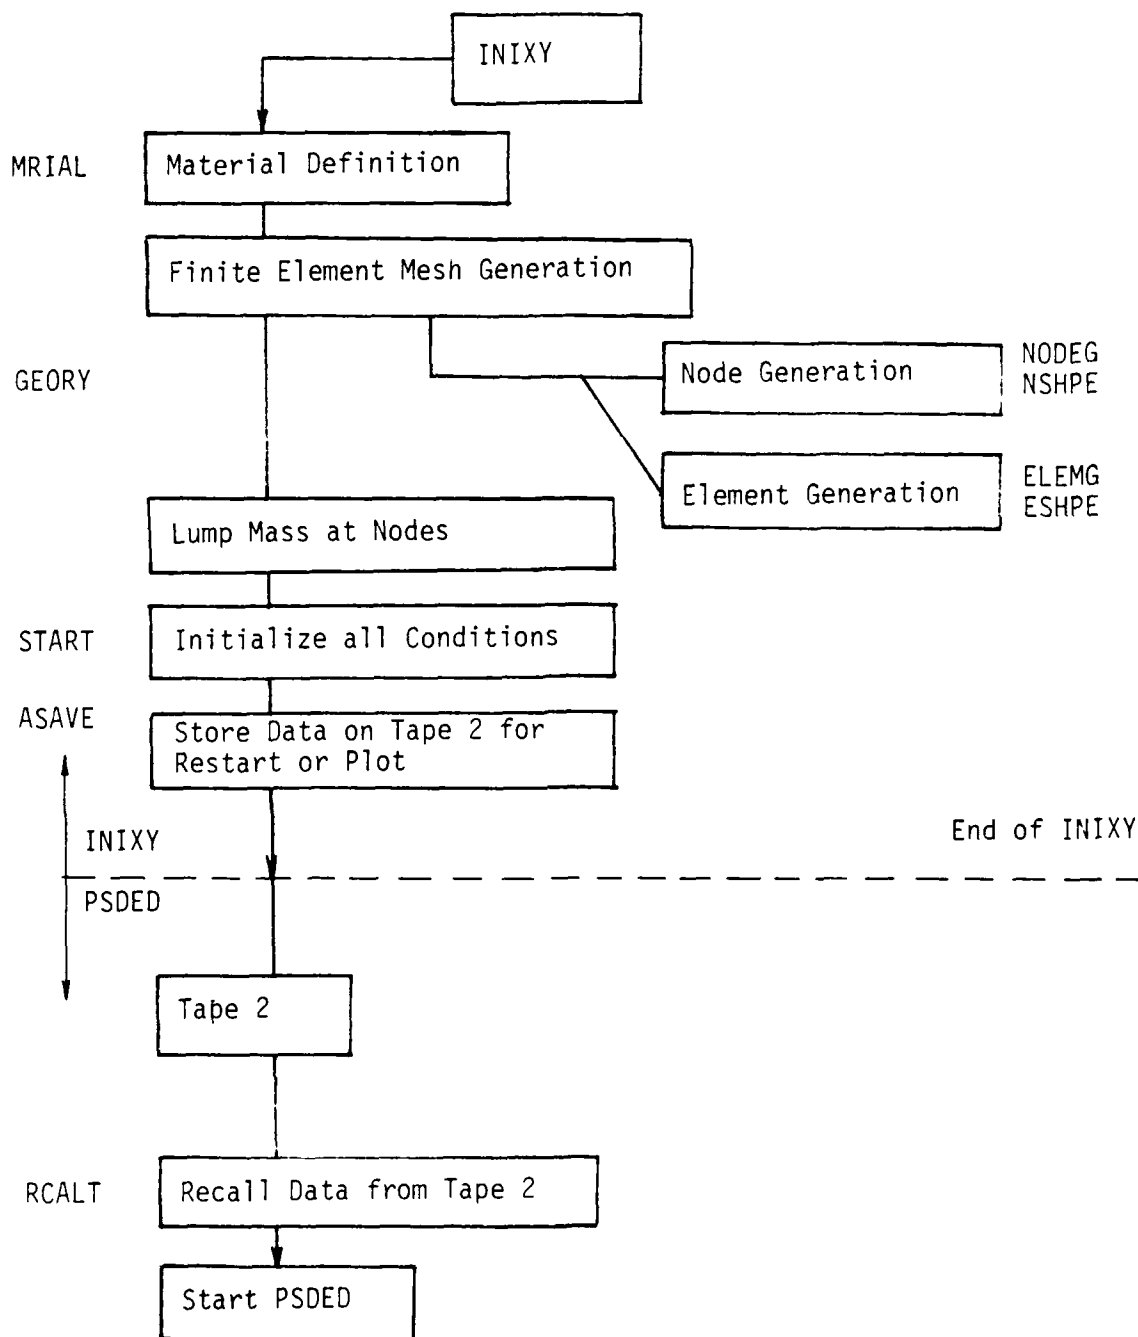 INIXY
MRIAL
Material Definition
Finite Element Mesh Generation
GEORY
Node Generation
NODEG
NSHPE
Element Generation
ELEMG
ESHPE
Lump Mass at Nodes
START
Initialize all Conditions
ASAVE
Store Data on Tape 2 for
Restart or Plot
INIXY
End of INIXY
PSDED
Tape 2
RCALT
Recall Data from Tape 2
Start PSDED